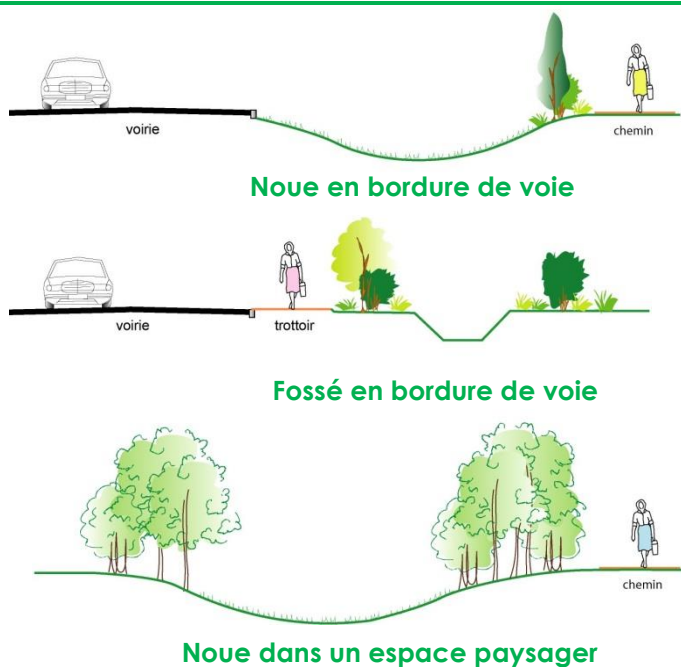 voirie
chemin
Noue en bordure de voie
voirie
trottoir
Fossé en bordure de voie
chemin
Noue dans un espace paysager